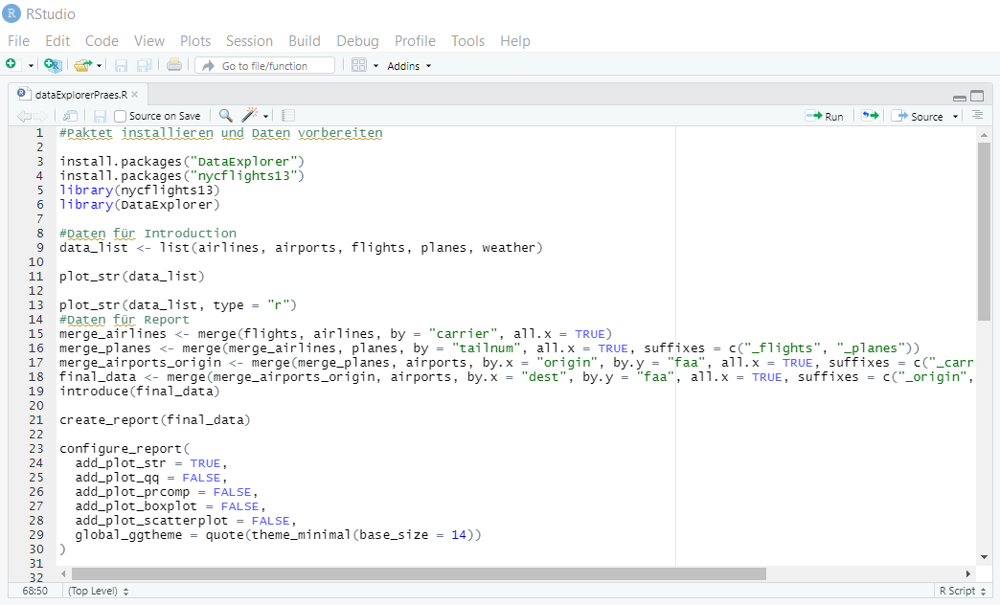 RStudio
File Edit Code View Plots Session Build Debug Profile Tools Help
Go to file/function Addins
dataExplorerPraes.R
Source on Save Run Source
1 #Paktet installieren und Daten vorbereiten
2
3 install.packages("DataExplorer")
4 install.packages("nycflights13")
5 library(nycflights13)
6 library(DataExplorer)
7
8 #Daten für Introduction
9 data_list <- list(airlines, airports, flights, planes, weather)
10
11 plot_str(data_list)
12
13 plot_str(data_list, type = "r")
14 #Daten für Report
15 merge_airlines <- merge(flights, airlines, by = "carrier", all.x = TRUE)
16 merge_planes <- merge(merge_airlines, planes, by = "tailnum", all.x = TRUE, suffixes = c("_flights", "_planes"))
17 merge_airports_origin <- merge(merge_planes, airports, by.x = "origin", by.y = "faa", all.x = TRUE, suffixes = c("_carr
18 final_data <- merge(merge_airports_origin, airports, by.x = "dest", by.y = "faa", all.x = TRUE, suffixes = c("_origin",
19 introduce(final_data)
20
21 create_report(final_data)
22
23 configure_report(
24 add_plot_str = TRUE,
25 add_plot_qq = FALSE,
26 add_plot_prcomp = FALSE,
27 add_plot_boxplot = FALSE,
28 add_plot_scatterplot = FALSE,
29 global_ggtheme = quote(theme_minimal(base_size = 14))
30 )
31
32
68:50 (Top Level) R Script